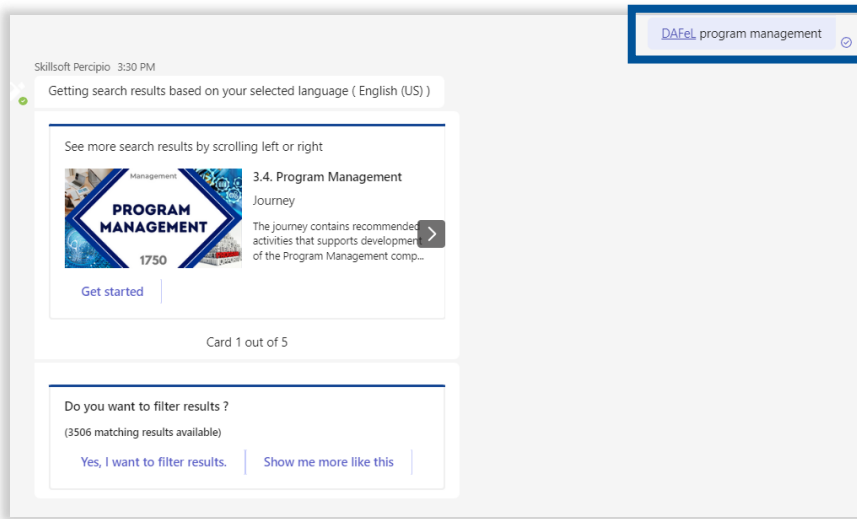 DAFeL program management
Skillsoft Percipio 3:30 PM
Getting search results based on your selected language ( English (US) )
See more search results by scrolling left or right
Management
PROGRAM
MANAGEMENT
1750
3.4. Program Management
Journey
The journey contains recommended
activities that supports development
of the Program Management comp...
Get started
Card 1 out of 5
Do you want to filter results ?
(3506 matching results available)
Yes, I want to filter results.
Show me more like this